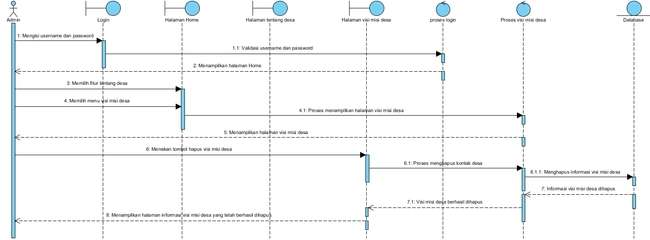 Admin
Login
Halaman Home
Halaman tentang desa
Halaman visi misi desa
proses login
Proses visi misi desa
Database
1: Mengisi username dan password
1.1: Validasi username dan password
2: Menampilkan halaman Home
3: Memilih fitur tentang desa
4: Memilih menu visi misi desa
4.1: Proses menampilkan halaman visi misi desa
5: Menampilkan halaman visi misi desa
6: Menekan tombol hapus visi misi desa
6.1: Proses menghapus kontak desa
6.1.1: Menghapus informasi visi misi desa
7: Informasi visi misi desa dihapus
7.1: Visi misi desa berhasil dihapus
8: Menampilkan halaman informasi visi misi desa yang telah berhasil dihapus